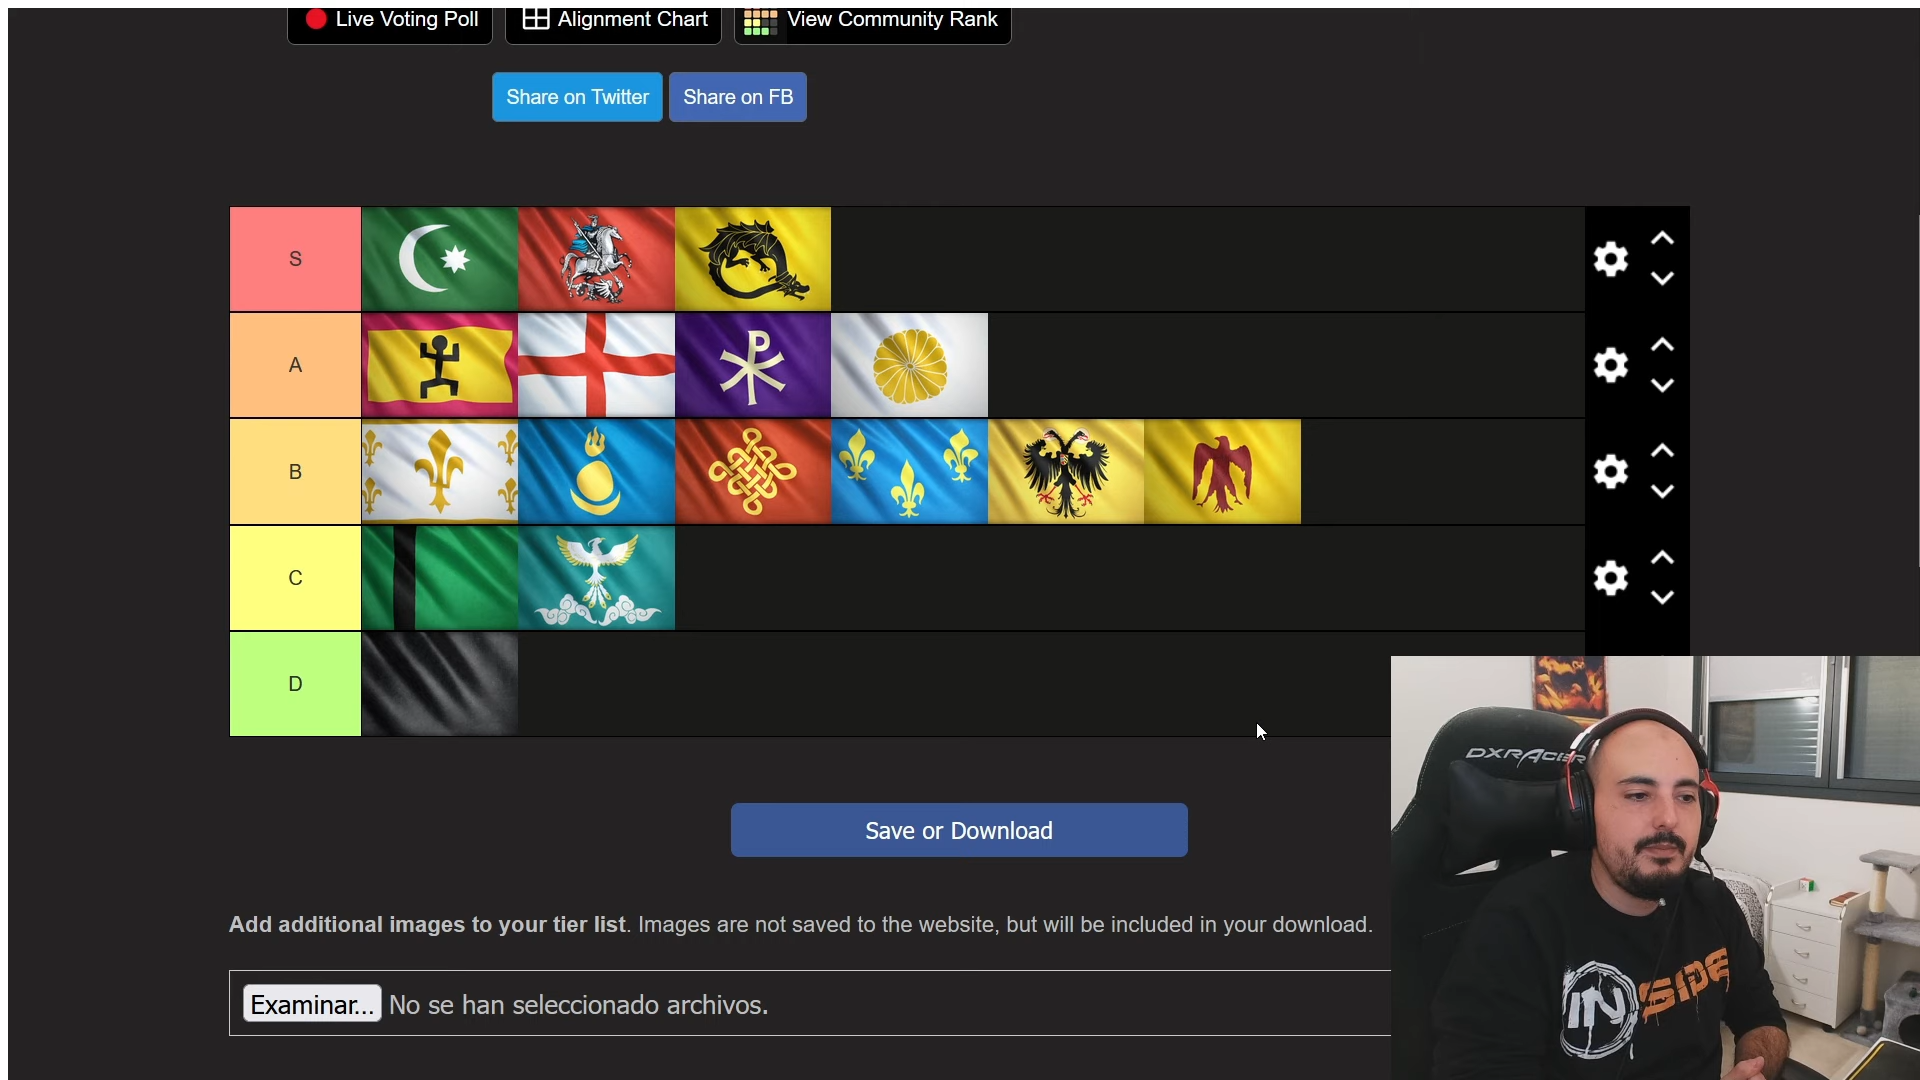 Live Voting Poll
Alignment Chart
View Community Rank
Share on Twitter
Share on FB
S
A
B
C
D
Save or Download
Add additional images to your tier list. Images are not saved to the website, but will be included in your download.
Examinar... No se han seleccionado archivos.
DXRACER
INSIDE